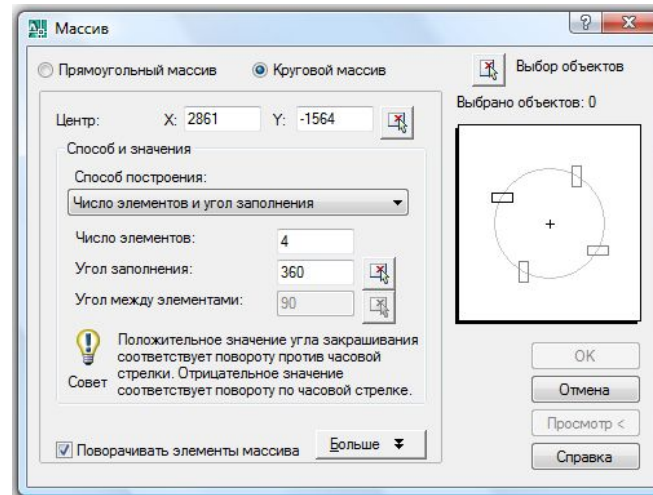 Массив
Прямоугольный массив Круговой массив Выбор объектов
Выбрано объектов: 0
Центр: X: 2861 Y: -1564
Способ и значения
Способ построения:
Число элементов и угол заполнения
Число элементов: 4
Угол заполнения: 360
Угол между элементами: 90
Положительное значение угла закрашивания
соответствует повороту против часовой
стрелки. Отрицательное значение
Совет соответствует повороту по часовой стрелке.
Поворачивать элементы массива Больше
OK
Отмена
Просмотр <
Справка